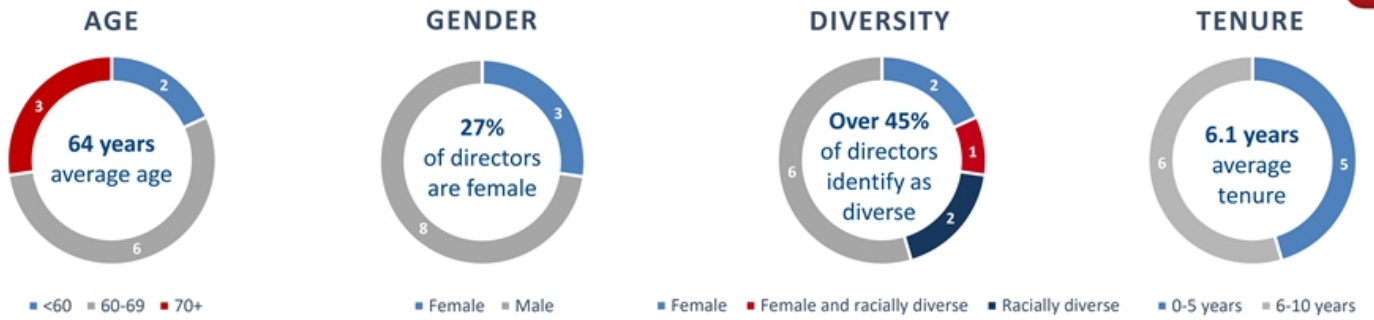 AGE
GENDER
DIVERSITY
TENURE
2
3
64 years
average age
6
3
27%
of directors
are female
8
2
1
Over 45%
of directors
identify as
diverse
6
2
6.1 years
average
tenure
6
5
<60 60-69 70+
Female Male
Female Female and racially diverse Racially diverse
0-5 years 6-10 years